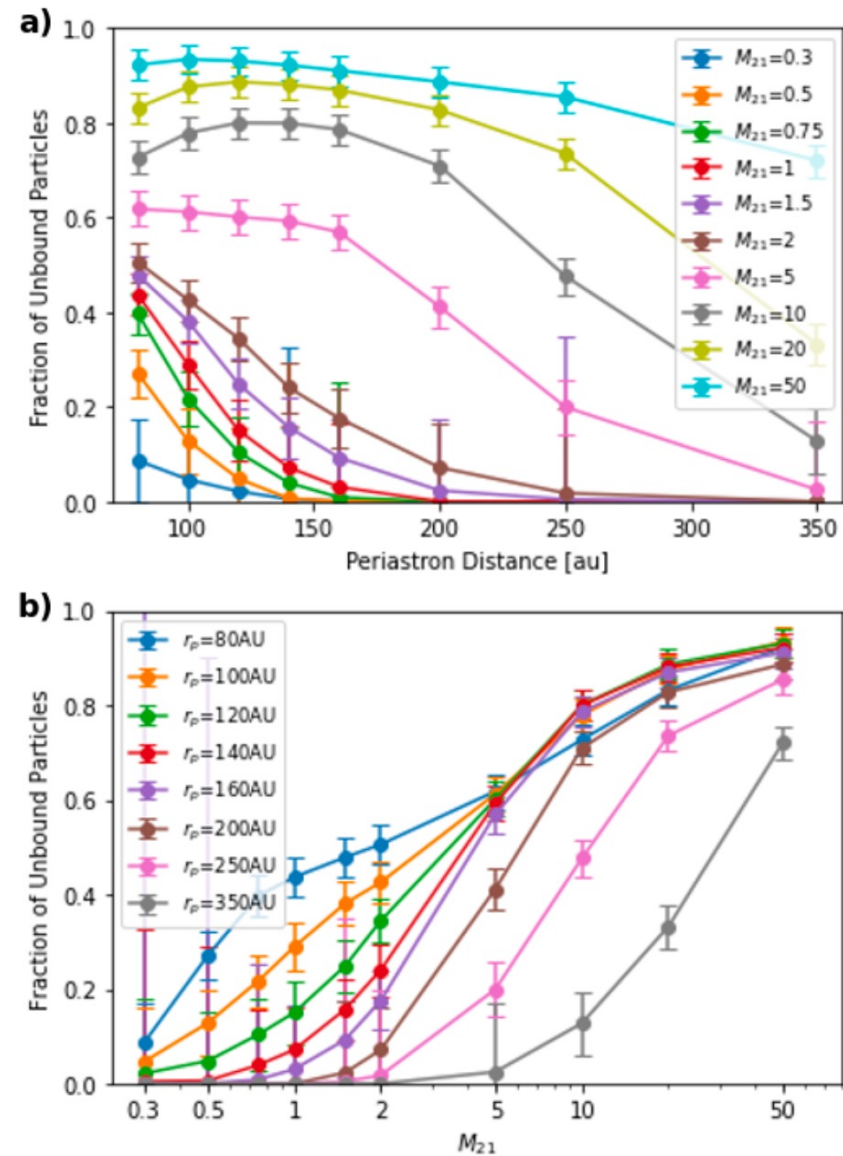 a)
1.0
0.8
0.6
0.4
0.2
0.0
Fraction of Unbound Particles
M₂₁=0.3
M₂₁=0.5
M₂₁=0.75
M₂₁=1
M₂₁=1.5
M₂₁=2
M₂₁=5
M₂₁=10
M₂₁=20
M₂₁=50
100 150 200 250 300 350
Periastron Distance [au]
b)
1.0
0.8
0.6
0.4
0.2
0.0
Fraction of Unbound Particles
rₚ=80AU
rₚ=100AU
rₚ=120AU
rₚ=140AU
rₚ=160AU
rₚ=200AU
rₚ=250AU
rₚ=350AU
0.3 0.5 1 2 5 10 50
M₂₁